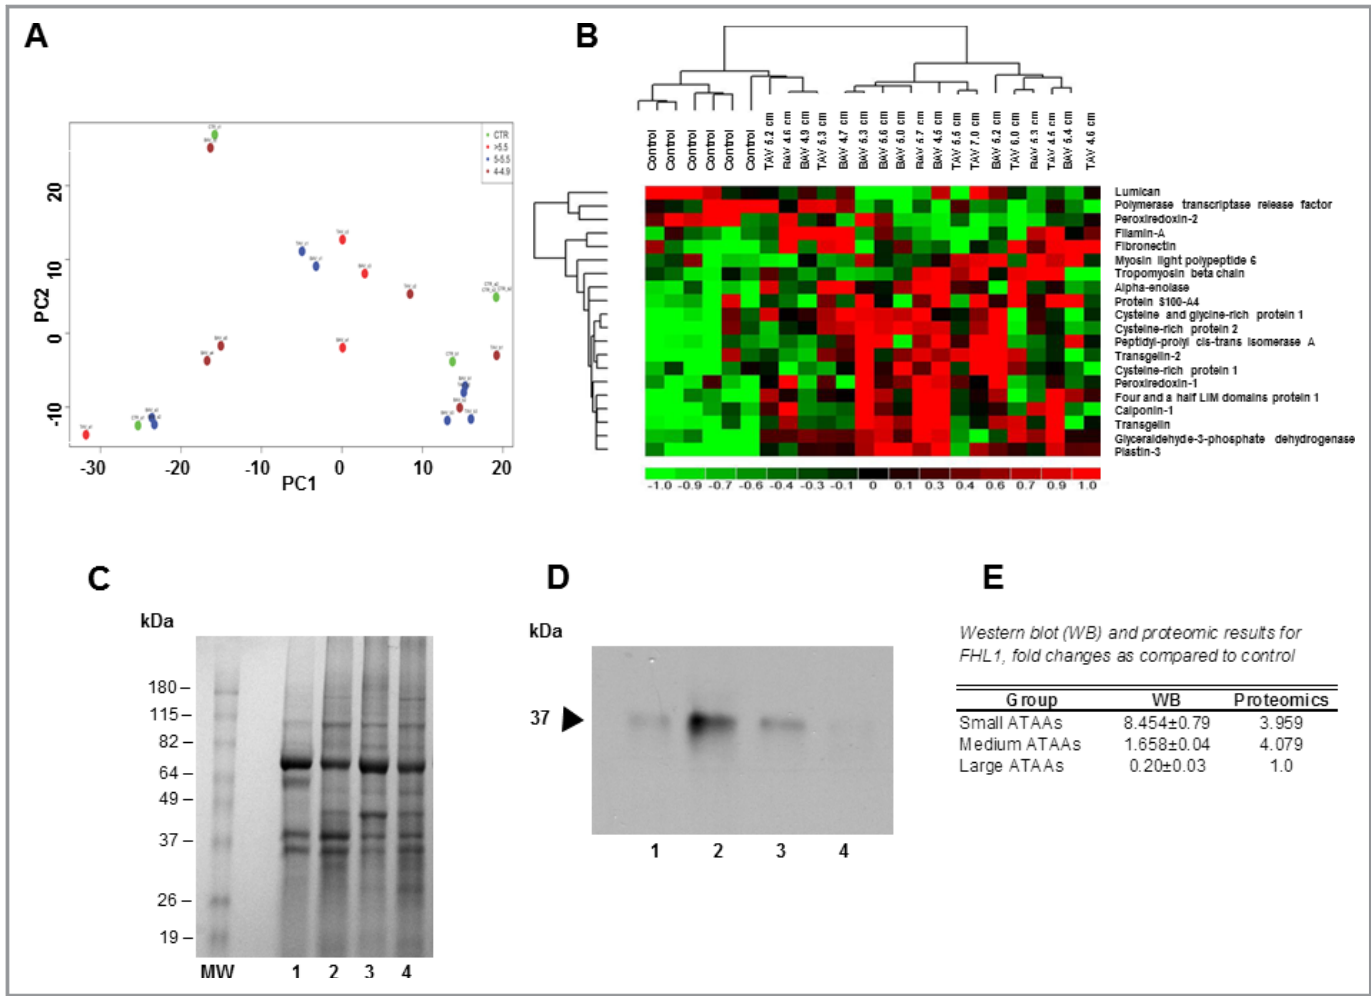 A
B
CTR
>5.5
5-5.5
4-4.9
PC2
20
10
0
-10
-30
-20
-10
0
10
20
PC1
Control
Control
Control
Control
Control
Control
TAV 5.2 cm
BAV 4.6 cm
BAV 4.9 cm
TAV 5.3 cm
BAV 4.7 cm
BAV 5.3 cm
BAV 5.6 cm
BAV 5.0 cm
BAV 5.7 cm
BAV 4.5 cm
TAV 5.5 cm
TAV 7.0 cm
BAV 5.2 cm
TAV 6.0 cm
BAV 5.3 cm
TAV 4.5 cm
BAV 5.4 cm
TAV 4.6 cm
Lumican
Polymerase transcriptase release factor
Peroxiredoxin-2
Filamin-A
Fibronectin
Myosin light polypeptide 6
Tropomyosin beta chain
Alpha-enolase
Protein S100-A4
Cysteine and glycine-rich protein 1
Cysteine-rich protein 2
Peptidyl-prolyl cis-trans isomerase A
Transgelin-2
Cysteine-rich protein 1
Peroxiredoxin-1
Four and a half LIM domains protein 1
Calponin-1
Transgelin
Glyceraldehyde-3-phosphate dehydrogenase
Plastin-3
-1.0 -0.9 -0.7 -0.6 -0.4 -0.3 -0.1 0 0.1 0.3 0.4 0.6 0.7 0.9 1.0
C
kDa
180 –
115 –
82 –
64 –
49 –
37 –
26 –
19 –
MW 1 2 3 4
D
kDa
37
1 2 3 4
E
Western blot (WB) and proteomic results for
FHL1, fold changes as compared to control
Group WB Proteomics
Small ATAAs 8.454±0.79 3.959
Medium ATAAs 1.658±0.04 4.079
Large ATAAs 0.20±0.03 1.0